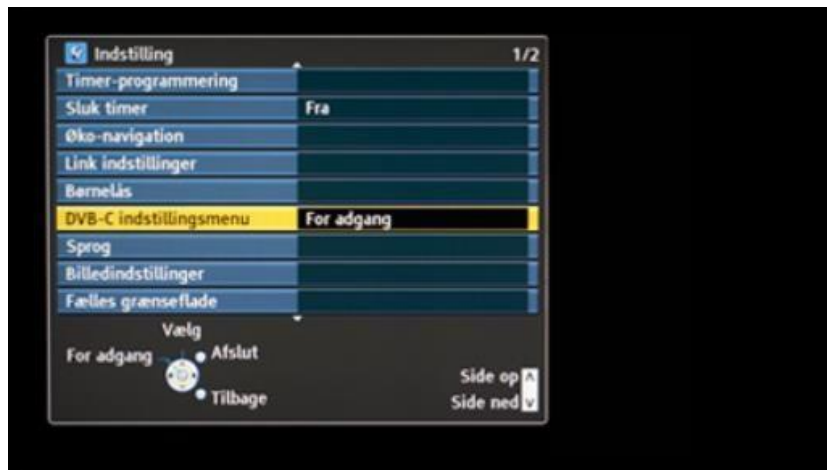 Indstilling 1/2
Timer-programmering
Sluk timer Fra
Øko-navigation
Link indstillinger
Børnelås
DVB-C indstillingsmenu For adgang
Sprog
Billedindstillinger
Fælles grænseflade
Vælg
For adgang Afslut
Tilbage
Side op
Side ned